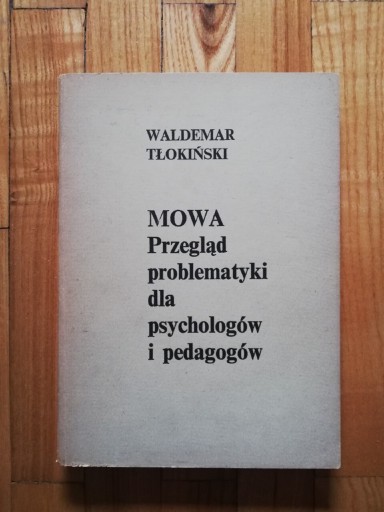 WALDEMAR
TŁOKIŃSKI
MOWA
Przegląd
problematyki
dla
psychologów
i pedagogów